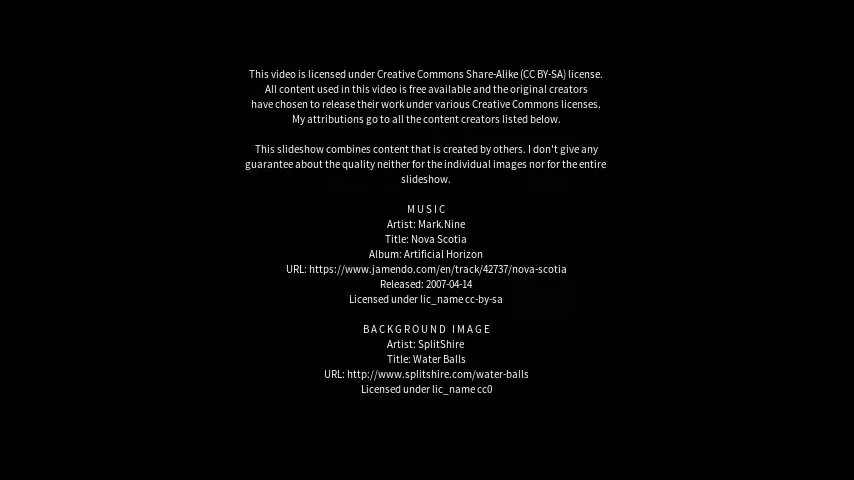 This video is licensed under Creative Commons Share-Alike (CC BY-SA) license.
All content used in this video is free available and the original creators
have chosen to release their work under various Creative Commons licenses.
My attributions go to all the content creators listed below.
This slideshow combines content that is created by others. I don't give any
guarantee about the quality neither for the individual images nor for the entire
slideshow.
MUSIC
Artist: Mark.Nine
Title: Nova Scotia
Album: Artificial Horizon
URL: https://www.jamendo.com/en/track/42737/nova-scotia
Released: 2007-04-14
Licensed under lic_name cc-by-sa
BACKGROUND IMAGE
Artist: SplitShire
Title: Water Balls
URL: http://www.splitshire.com/water-balls
Licensed under lic_name cc0